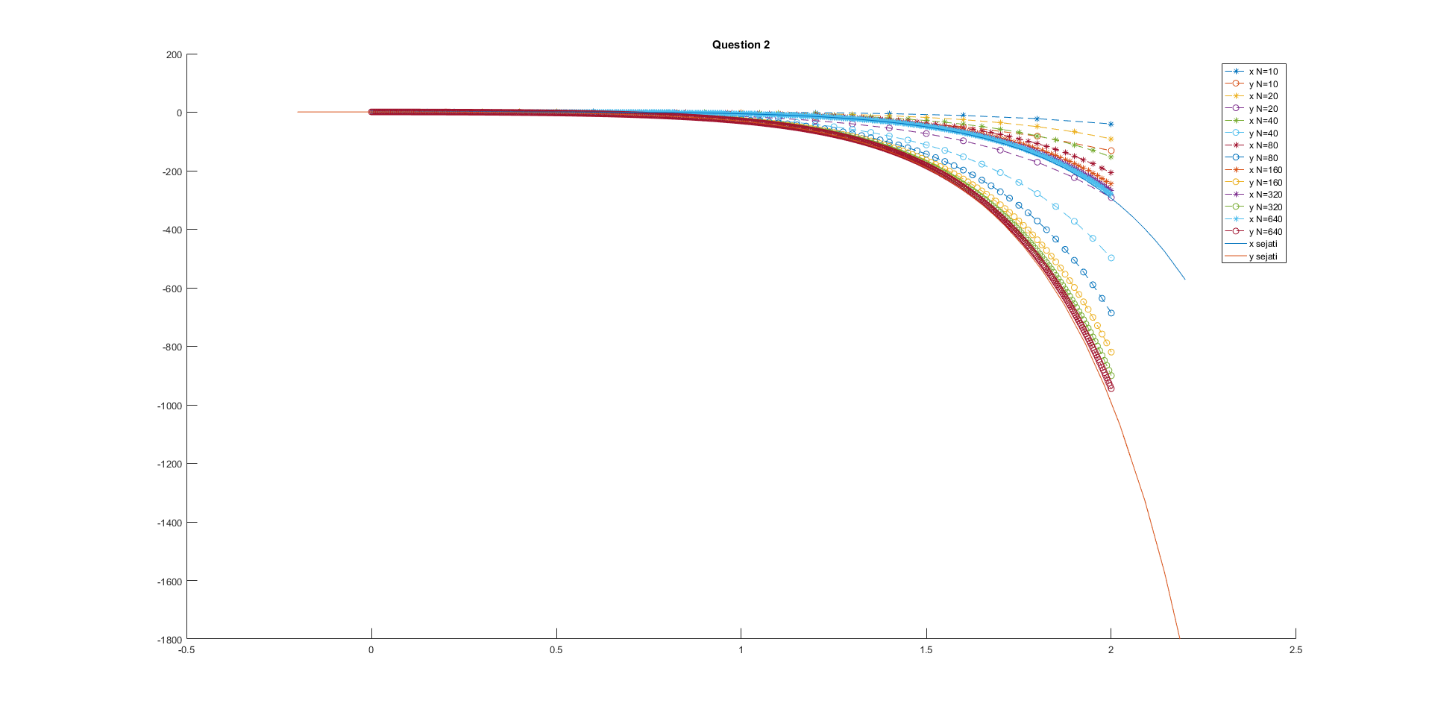 Question 2
200
0
-200
-400
-600
-800
-1000
-1200
-1400
-1600
-1800
-0.5 0 0.5 1 1.5 2 2.5
x N=10
y N=10
x N=20
y N=20
x N=40
y N=40
x N=80
y N=80
x N=160
y N=160
x N=320
y N=320
x N=640
y N=640
x sejati
y sejati